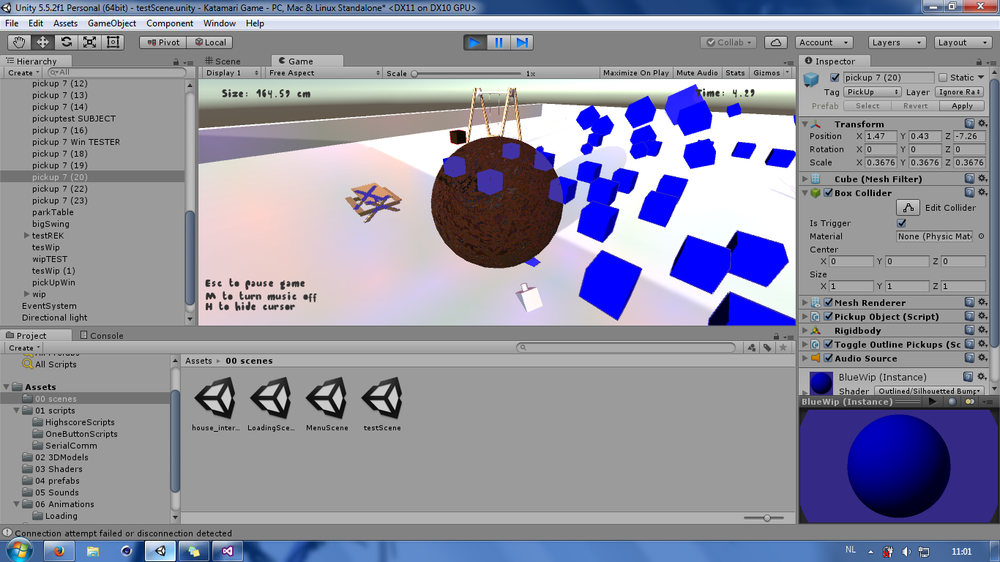 Unity 5.5.2f1 Personal (64bit) - testScene.unity - Katamari Game - PC, Mac & Linux Standalone* <DX11 on DX10 GPU>
File Edit Assets GameObject Component Window Help
Pivot Local Collab Account Layers Layout
Hierarchy
Create All
pickup 7 (12)
pickup 7 (13)
pickup 7 (14)
pickuptest SUBJECT
pickup 7 (16)
pickup 7 Win TESTER
pickup 7 (18)
pickup 7 (19)
pickup 7 (20)
pickup 7 (22)
pickup 7 (23)
parkTable
bigSwing
testREK
tesWip
wipTEST
tesWip (1)
pickUpWin
wip
EventSystem
Directional light
Scene Game
Display 1 Free Aspect Scale 1x Maximize On Play Mute Audio Stats Gizmos
Size: 164.59 cm Time: 4.29
Esc to pause game
M to turn music off
H to hide cursor
Inspector
pickup 7 (20) Static
Tag PickUp Layer Ignore Ra
Prefab Select Revert Apply
Transform
Position X 1.47 Y 0.43 Z -7.26
Rotation X 0 Y 0 Z 0
Scale X 0.3676 Y 0.3676 Z 0.3676
Cube (Mesh Filter)
Box Collider
Edit Collider
Is Trigger
Material None (Physic Mate
Center
X 0 Y 0 Z 0
Size
X 1 Y 1 Z 1
Mesh Renderer
Pickup Object (Script)
Rigidbody
Toggle Outline Pickups (Sc
Audio Source
BlueWip (Instance)
Shader Outlined/Silhouetted Bump
BlueWip (Instance)
Project Console
Create
All Prefabs
All Scripts
Assets
00 scenes
01 scripts
HighscoreScripts
OneButtonScripts
SerialComm
02 3DModels
03 Shaders
04 prefabs
05 Sounds
06 Animations
Loading
Assets ▸ 00 scenes
house_inter... LoadingSce... MenuScene testScene
Connection attempt failed or disconnection detected
NL 11:01